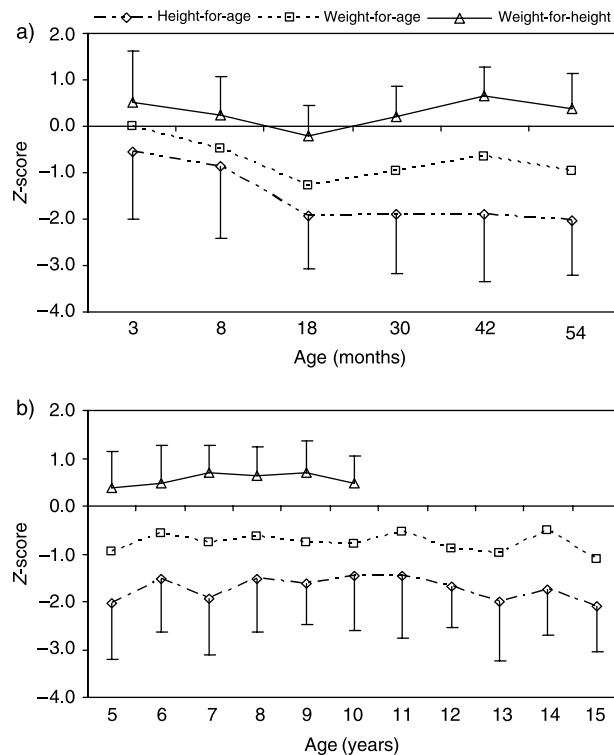 Height-for-age Weight-for-age Weight-for-height
a)
2.0
1.0
0.0
−1.0
−2.0
−3.0
−4.0
Z-score
3 8 18 30 42 54
Age (months)
b)
2.0
1.0
0.0
−1.0
−2.0
−3.0
−4.0
Z-score
5 6 7 8 9 10 11 12 13 14 15
Age (years)